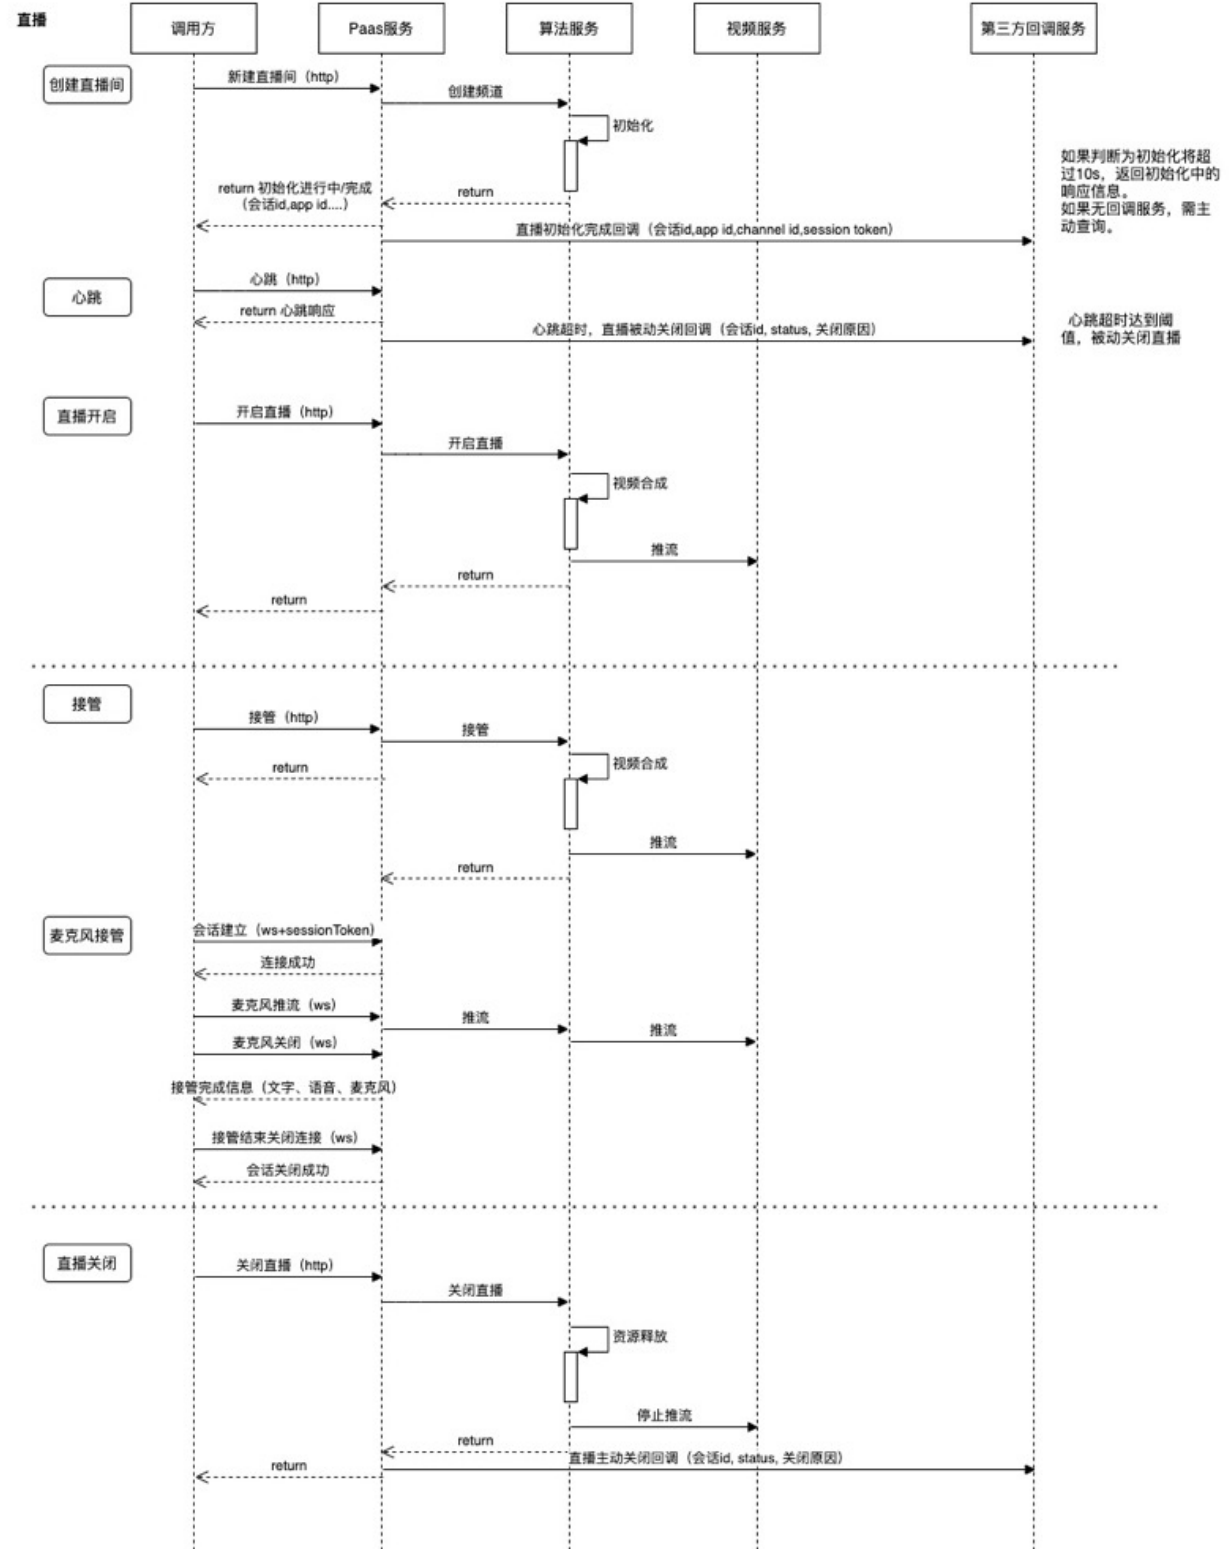 直播
调用方
Paas服务
算法服务
视频服务
第三方回调服务
创建直播间
新建直播间（http）
创建频道
初始化
return 初始化进行中/完成
（会话id,app id....）
return
如果判断为初始化将超
过10s，返回初始化中的
响应信息。
如果无回调服务，需主
动查询。
直播初始化完成回调（会话id,app id,channel id,session token）
心跳
心跳（http）
return 心跳响应
心跳超时，直播被动关闭回调（会话id, status, 关闭原因）
心跳超时达到阈
值，被动关闭直播
直播开启
开启直播（http）
开启直播
视频合成
推流
return
return
接管
接管（http）
接管
视频合成
return
推流
return
麦克风接管
会话建立（ws+sessionToken）
连接成功
麦克风推流（ws）
推流
推流
麦克风关闭（ws）
接管完成信息（文字、语音、麦克风）
接管结束关闭连接（ws）
会话关闭成功
直播关闭
关闭直播（http）
关闭直播
资源释放
停止推流
return
直播主动关闭回调（会话id, status, 关闭原因）
return